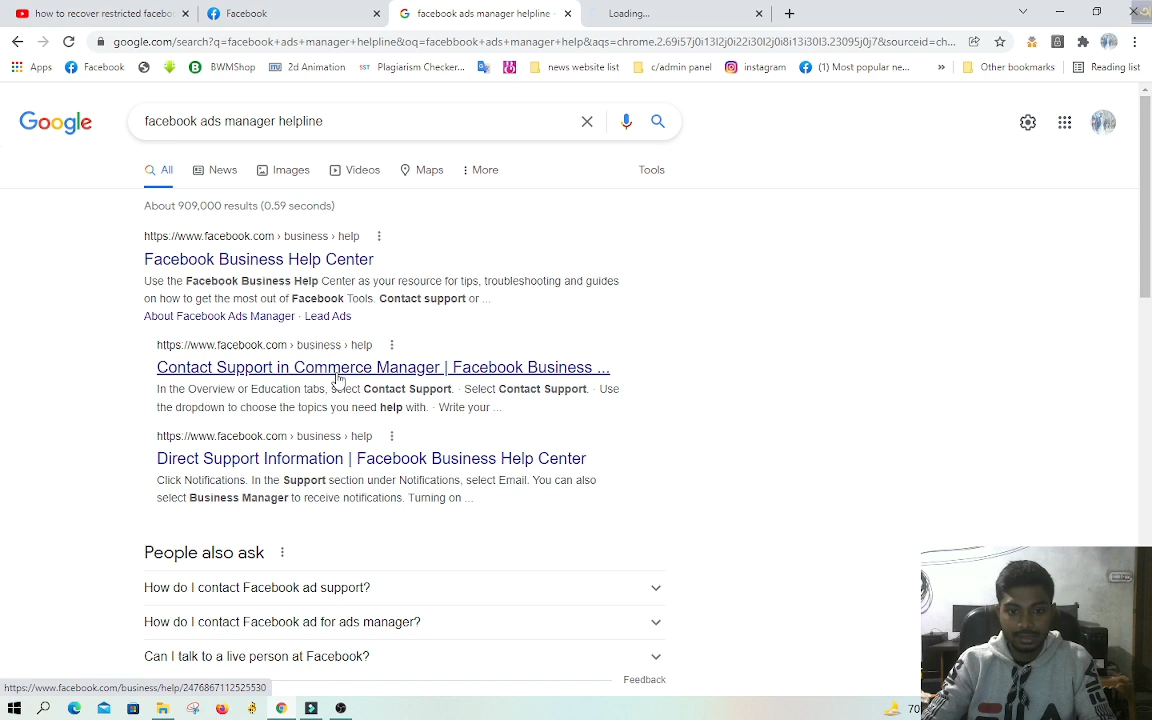 how to recover restricted facebo
Facebook
facebook ads manager helpline -
Loading...
google.com/search?q=facebook+ads+manager+helpline&oq=facebbook+ads+manager+help&aqs=chrome.2.69i57j0i13l2j0i22i30l2j0i8i13i30l3.23095j0j7&sourceid=ch...
Apps
Facebook
BWMShop
2d Animation
SST
Plagiarism Checker...
news website list
c/admin panel
instagram
(1) Most popular ne...
»
Other bookmarks
Reading list
Google
facebook ads manager helpline
All
News
Images
Videos
Maps
More
Tools
About 909,000 results (0.59 seconds)
https://www.facebook.com › business › help
Facebook Business Help Center
Use the Facebook Business Help Center as your resource for tips, troubleshooting and guides
on how to get the most out of Facebook Tools. Contact support or ...
About Facebook Ads Manager · Lead Ads
https://www.facebook.com › business › help
Contact Support in Commerce Manager | Facebook Business ...
In the Overview or Education tabs, select Contact Support. · Select Contact Support. · Use
the dropdown to choose the topics you need help with. · Write your ...
https://www.facebook.com › business › help
Direct Support Information | Facebook Business Help Center
Click Notifications. In the Support section under Notifications, select Email. You can also
select Business Manager to receive notifications. Turning on ...
People also ask
How do I contact Facebook ad support?
How do I contact Facebook ad for ads manager?
Can I talk to a live person at Facebook?
Feedback
https://www.facebook.com/business/help/2476867112525530
70